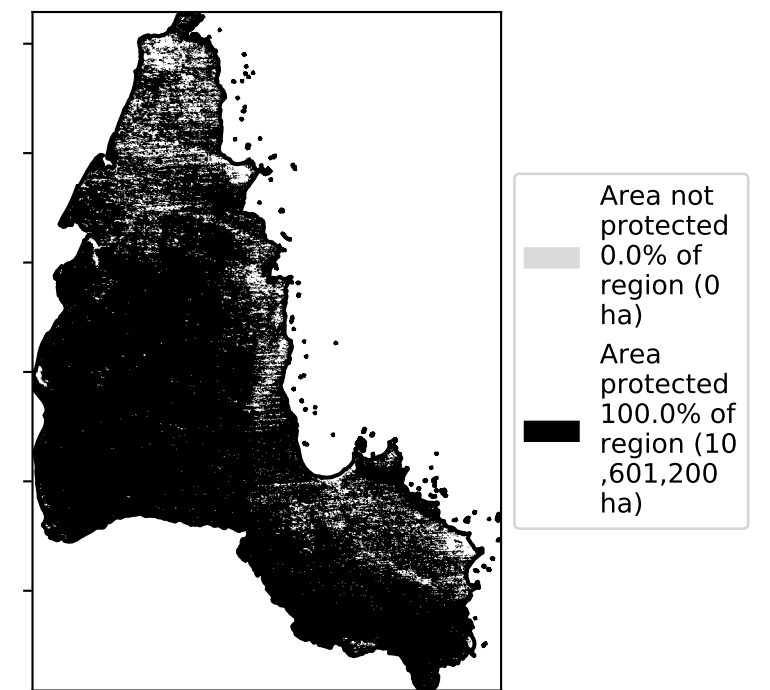 Area not
protected
0.0% of
region (0
ha)
Area
protected
100.0% of
region (10
,601,200
ha)